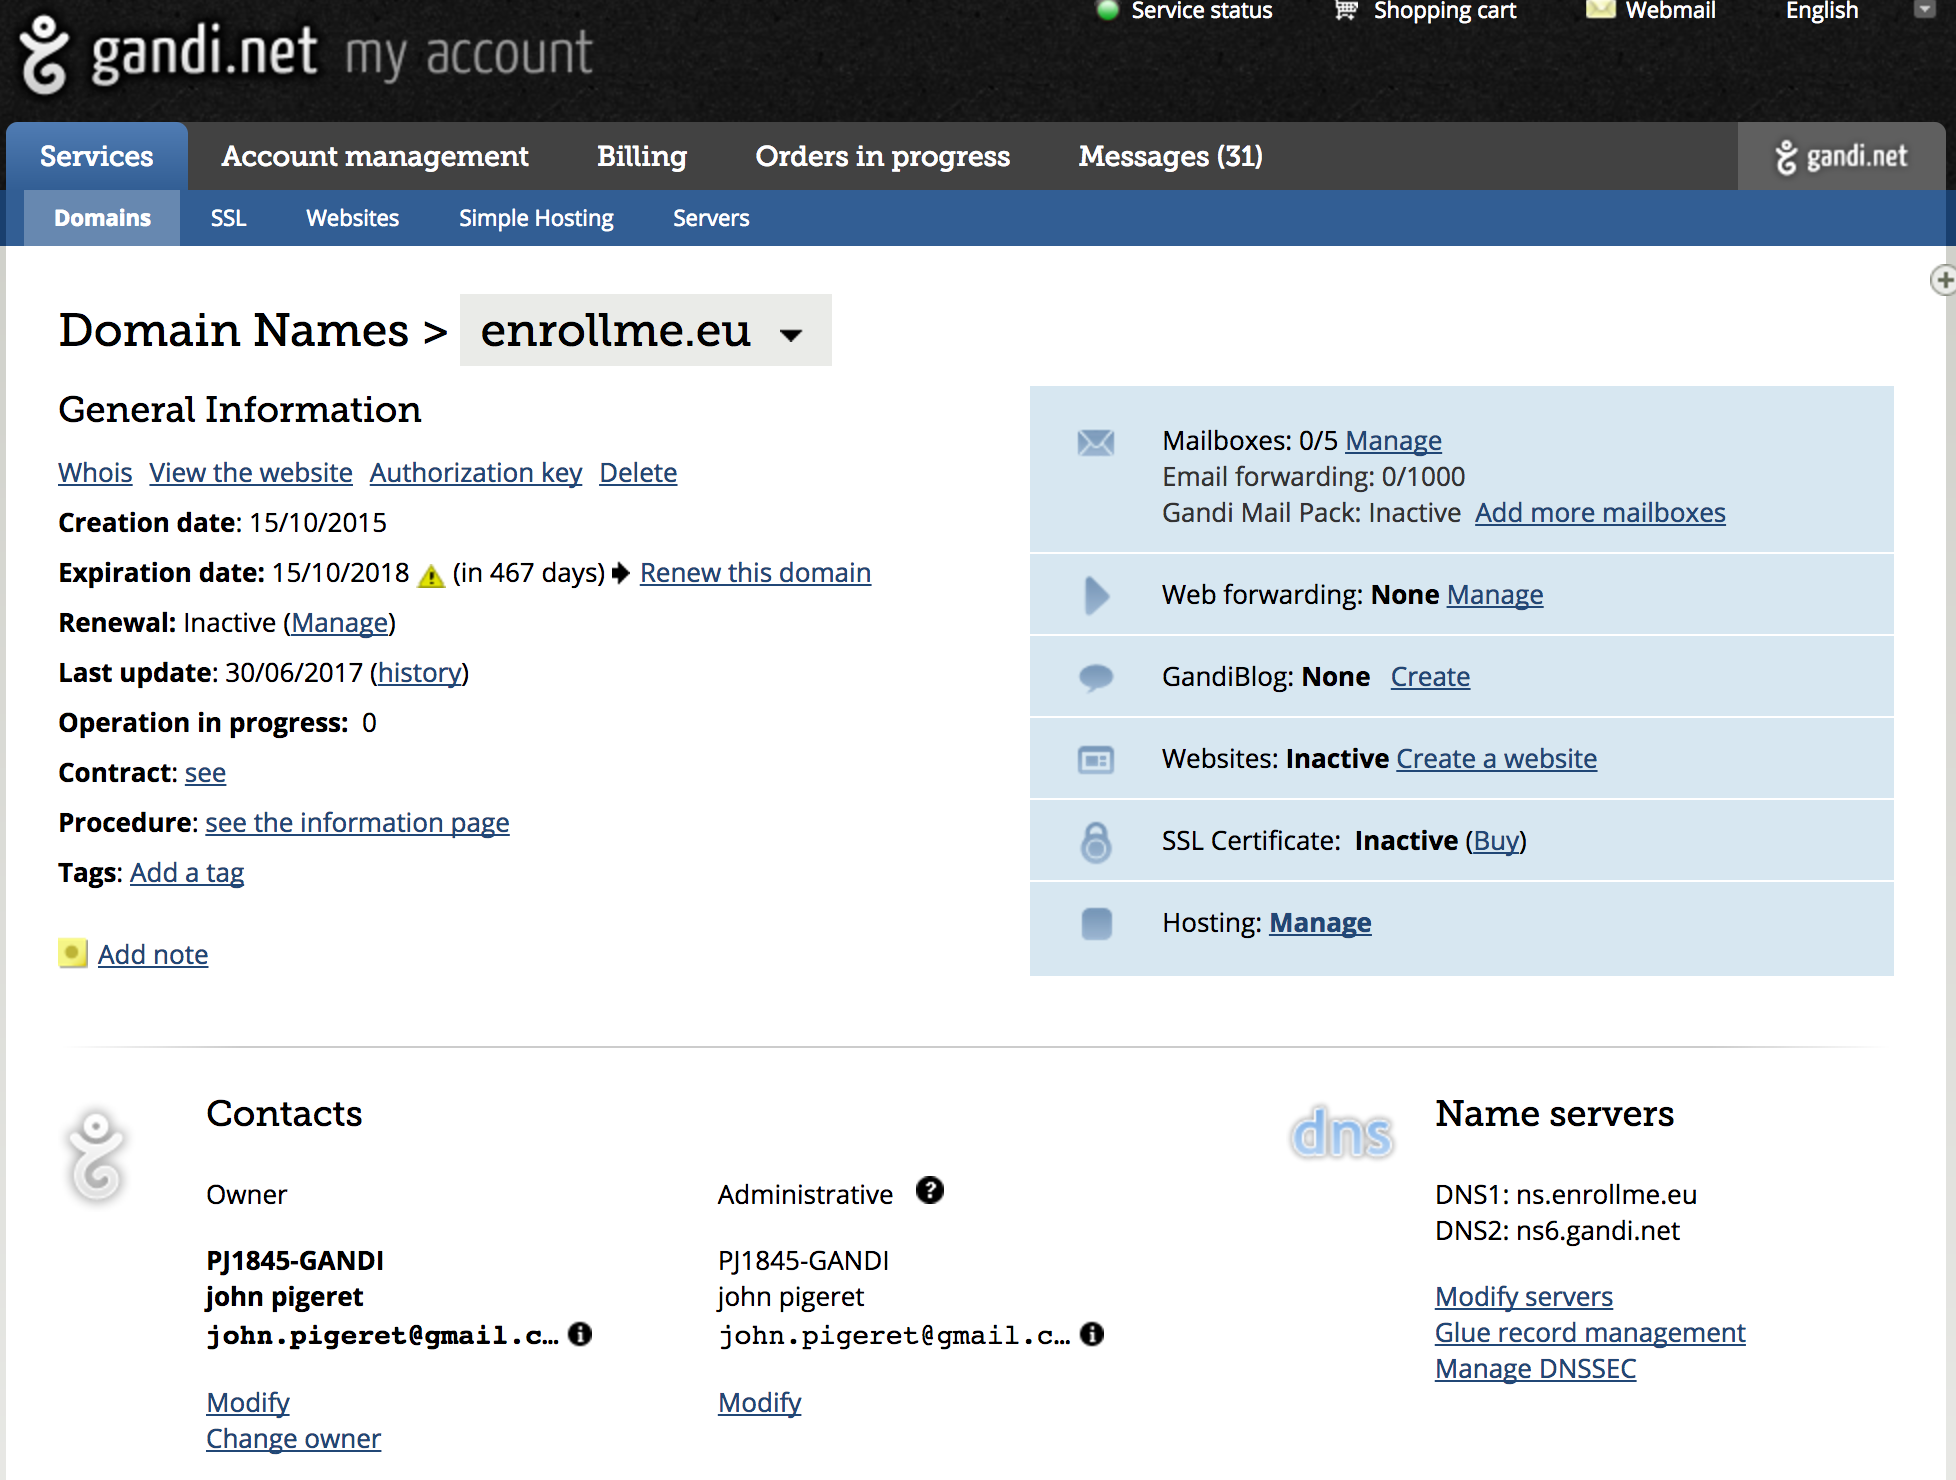 Service status Shopping cart Webmail English
gandi.net my account
Services Account management Billing Orders in progress Messages (31) gandi.net
Domains SSL Websites Simple Hosting Servers
Domain Names > enrollme.eu
General Information
Whois View the website Authorization key Delete
Creation date: 15/10/2015
Expiration date: 15/10/2018 (in 467 days) Renew this domain
Renewal: Inactive (Manage)
Last update: 30/06/2017 (history)
Operation in progress: 0
Contract: see
Procedure: see the information page
Tags: Add a tag
Add note
Mailboxes: 0/5 Manage
Email forwarding: 0/1000
Gandi Mail Pack: Inactive Add more mailboxes
Web forwarding: None Manage
GandiBlog: None Create
Websites: Inactive Create a website
SSL Certificate: Inactive (Buy)
Hosting: Manage
Contacts
Owner
PJ1845-GANDI
john pigeret
john.pigeret@gmail.c…
Modify
Change owner
Administrative ?
PJ1845-GANDI
john pigeret
john.pigeret@gmail.c…
Modify
dns
Name servers
DNS1: ns.enrollme.eu
DNS2: ns6.gandi.net
Modify servers
Glue record management
Manage DNSSEC